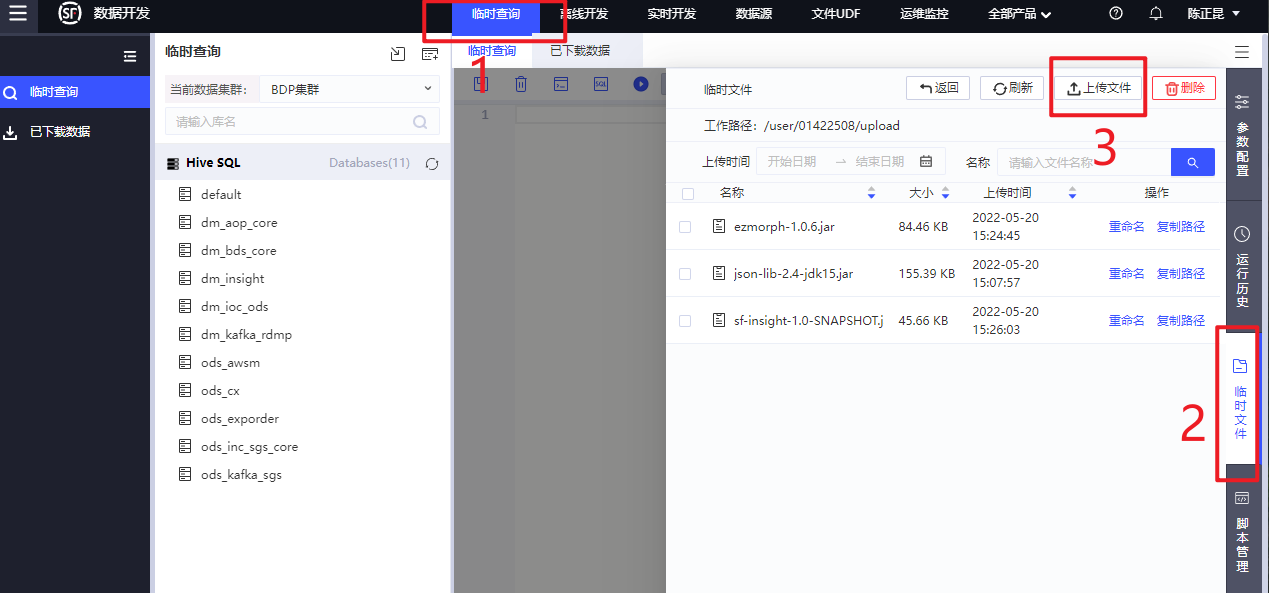 SF 数据开发 临时查询 离线开发 实时开发 数据源 文件UDF 运维监控 全部产品 陈正昆
临时查询
已下载数据
临时查询
当前数据集群： BDP集群
请输入库名
Hive SQL Databases(11)
default
dm_aop_core
dm_bds_core
dm_insight
dm_ioc_ods
dm_kafka_rdmp
ods_awsm
ods_cx
ods_exporder
ods_inc_sgs_core
ods_kafka_sgs
临时查询 已下载数据
SQL
1
1
临时文件 返回 刷新 上传文件 删除
3
工作路径：/user/01422508/upload
上传时间 开始日期 → 结束日期 名称 请输入文件名称
名称 大小 上传时间 操作
ezmorph-1.0.6.jar 84.46 KB 2022-05-20 重命名 复制路径
15:24:45
json-lib-2.4-jdk15.jar 155.39 KB 2022-05-20 重命名 复制路径
15:07:57
sf-insight-1.0-SNAPSHOT.j 45.66 KB 2022-05-20 重命名 复制路径
15:26:03
参数配置
运行历史
2
临时文件
脚本管理